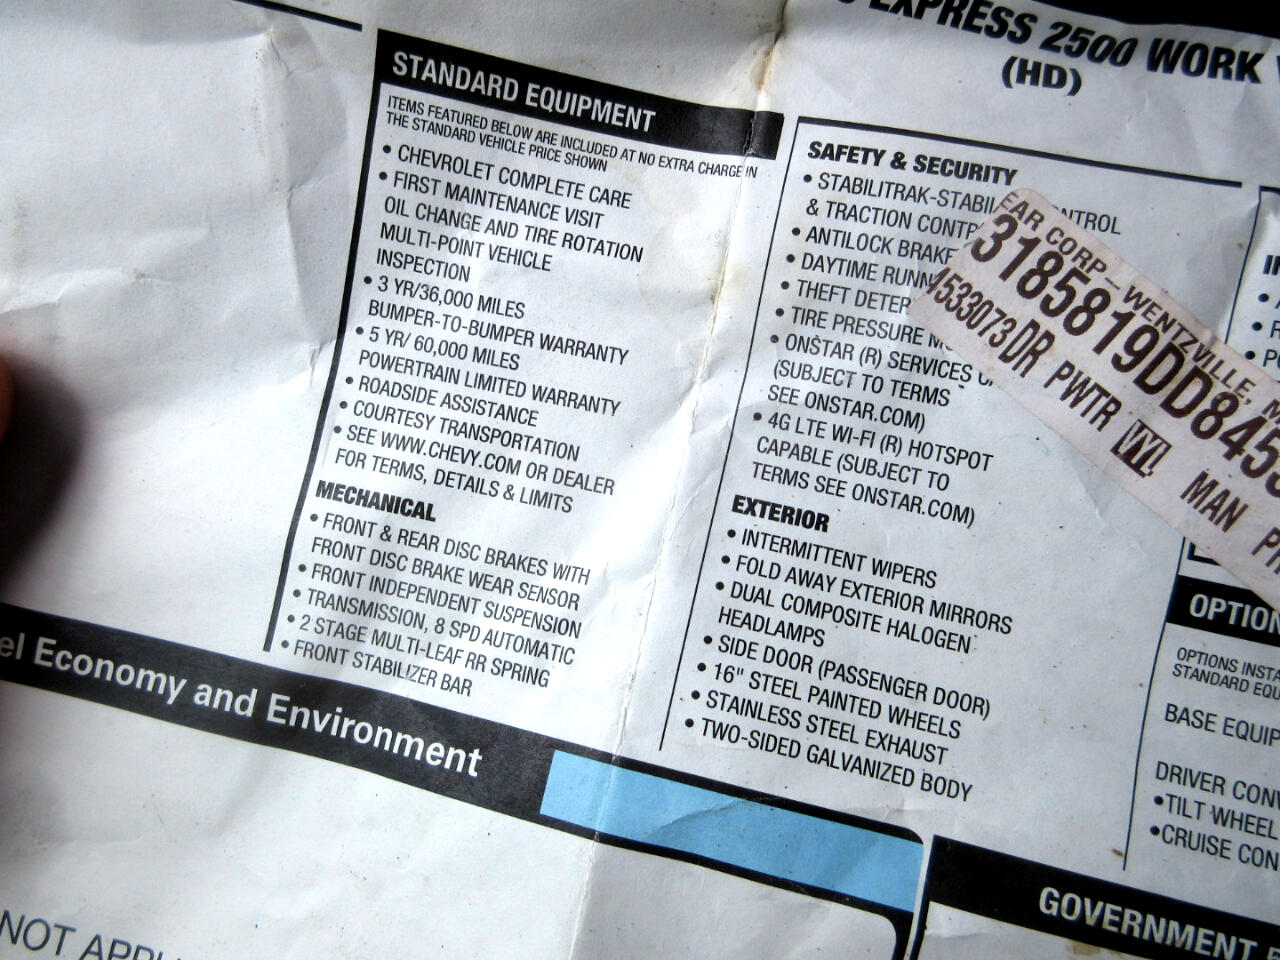 EXPRESS 2500 WORK
(HD)
STANDARD EQUIPMENT
ITEMS FEATURED BELOW ARE INCLUDED AT NO EXTRA CHARGE IN
THE STANDARD VEHICLE PRICE SHOWN
• CHEVROLET COMPLETE CARE
• FIRST MAINTENANCE VISIT
OIL CHANGE AND TIRE ROTATION
MULTI-POINT VEHICLE
INSPECTION
• 3 YR/36,000 MILES
BUMPER-TO-BUMPER WARRANTY
• 5 YR/ 60,000 MILES
POWERTRAIN LIMITED WARRANTY
• ROADSIDE ASSISTANCE
• COURTESY TRANSPORTATION
• SEE WWW.CHEVY.COM OR DEALER
FOR TERMS, DETAILS & LIMITS
MECHANICAL
• FRONT & REAR DISC BRAKES WITH
FRONT DISC BRAKE WEAR SENSOR
• FRONT INDEPENDENT SUSPENSION
• TRANSMISSION, 8 SPD AUTOMATIC
• 2 STAGE MULTI-LEAF RR SPRING
• FRONT STABILIZER BAR
SAFETY & SECURITY
• STABILITRAK-STABIL NTROL
& TRACTION CONTR
• ANTILOCK BRAKE
• DAYTIME RUNN
• THEFT DETER
• TIRE PRESSURE M
• ONSTAR (R) SERVICES
(SUBJECT TO TERMS
SEE ONSTAR.COM)
• 4G LTE WI-FI (R) HOTSPOT
CAPABLE (SUBJECT TO
TERMS SEE ONSTAR.COM)
EXTERIOR
• INTERMITTENT WIPERS
• FOLD AWAY EXTERIOR MIRRORS
• DUAL COMPOSITE HALOGEN
HEADLAMPS
• SIDE DOOR (PASSENGER DOOR)
• 16" STEEL PAINTED WHEELS
• STAINLESS STEEL EXHAUST
• TWO-SIDED GALVANIZED BODY
EAR CORP_WENTZVILLE, M
3185819DD845
4533073 DR PWTR VY! MAN
OPTION
OPTIONS INSTA
STANDARD EQU
BASE EQUIP
DRIVER CONV
• TILT WHEEL
• CRUISE CON
el Economy and Environment
GOVERNMENT
NOT APPLI